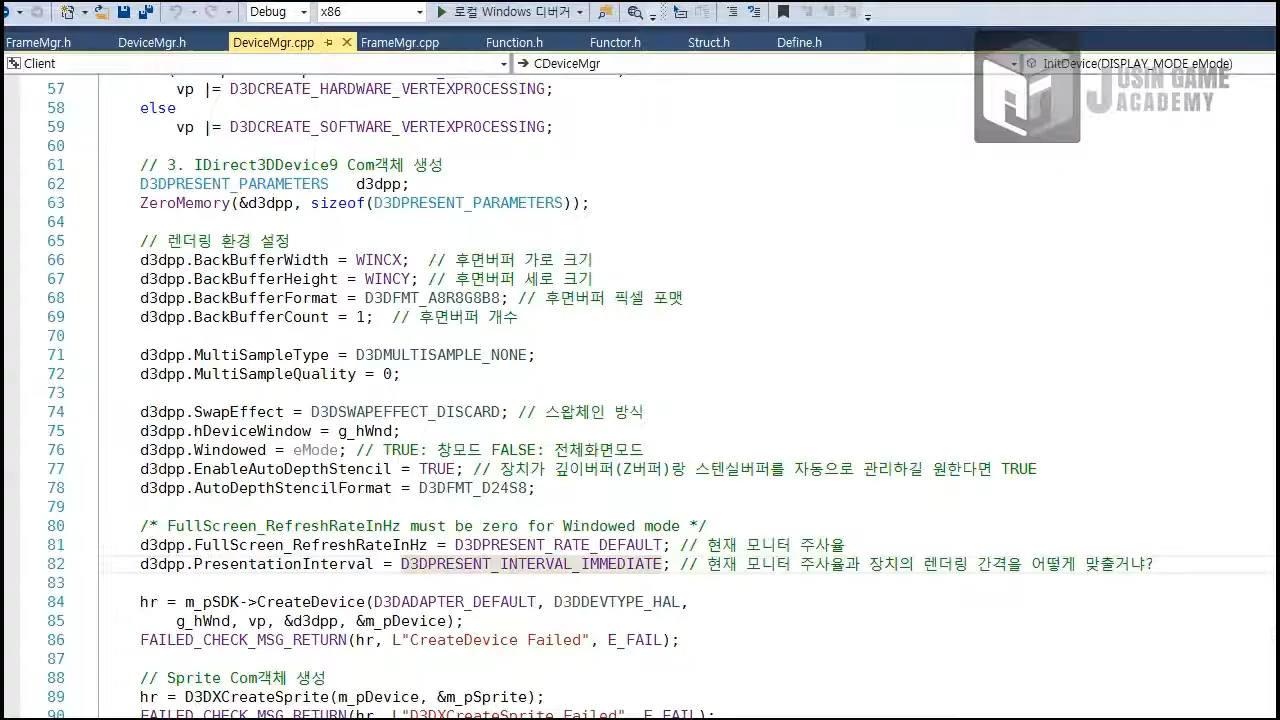 Debug x86 로컬 Windows 디버거
FrameMgr.h DeviceMgr.h DeviceMgr.cpp FrameMgr.cpp Function.h Functor.h Struct.h Define.h
Client CDeviceMgr InitDevice(DISPLAY_MODE eMode)
JUSIN GAME
ACADEMY
57 vp |= D3DCREATE_HARDWARE_VERTEXPROCESSING;
58 else
59 vp |= D3DCREATE_SOFTWARE_VERTEXPROCESSING;
60
61 // 3. IDirect3DDevice9 Com객체 생성
62 D3DPRESENT_PARAMETERS d3dpp;
63 ZeroMemory(&d3dpp, sizeof(D3DPRESENT_PARAMETERS));
64
65 // 렌더링 환경 설정
66 d3dpp.BackBufferWidth = WINCX; // 후면버퍼 가로 크기
67 d3dpp.BackBufferHeight = WINCY; // 후면버퍼 세로 크기
68 d3dpp.BackBufferFormat = D3DFMT_A8R8G8B8; // 후면버퍼 픽셀 포맷
69 d3dpp.BackBufferCount = 1; // 후면버퍼 개수
70
71 d3dpp.MultiSampleType = D3DMULTISAMPLE_NONE;
72 d3dpp.MultiSampleQuality = 0;
73
74 d3dpp.SwapEffect = D3DSWAPEFFECT_DISCARD; // 스왑체인 방식
75 d3dpp.hDeviceWindow = g_hWnd;
76 d3dpp.Windowed = eMode; // TRUE: 창모드 FALSE: 전체화면모드
77 d3dpp.EnableAutoDepthStencil = TRUE; // 장치가 깊이버퍼(Z버퍼)랑 스텐실버퍼를 자동으로 관리하길 원한다면 TRUE
78 d3dpp.AutoDepthStencilFormat = D3DFMT_D24S8;
79
80 /* FullScreen_RefreshRateInHz must be zero for Windowed mode */
81 d3dpp.FullScreen_RefreshRateInHz = D3DPRESENT_RATE_DEFAULT; // 현재 모니터 주사율
82 d3dpp.PresentationInterval = D3DPRESENT_INTERVAL_IMMEDIATE; // 현재 모니터 주사율과 장치의 렌더링 간격을 어떻게 맞출거냐?
83
84 hr = m_pSDK->CreateDevice(D3DADAPTER_DEFAULT, D3DDEVTYPE_HAL,
85 g_hWnd, vp, &d3dpp, &m_pDevice);
86 FAILED_CHECK_MSG_RETURN(hr, L"CreateDevice Failed", E_FAIL);
87
88 // Sprite Com객체 생성
89 hr = D3DXCreateSprite(m_pDevice, &m_pSprite);
90 FAILED_CHECK_MSG_RETURN(hr, L"D3DXCreateSprite Failed", E_FAIL);